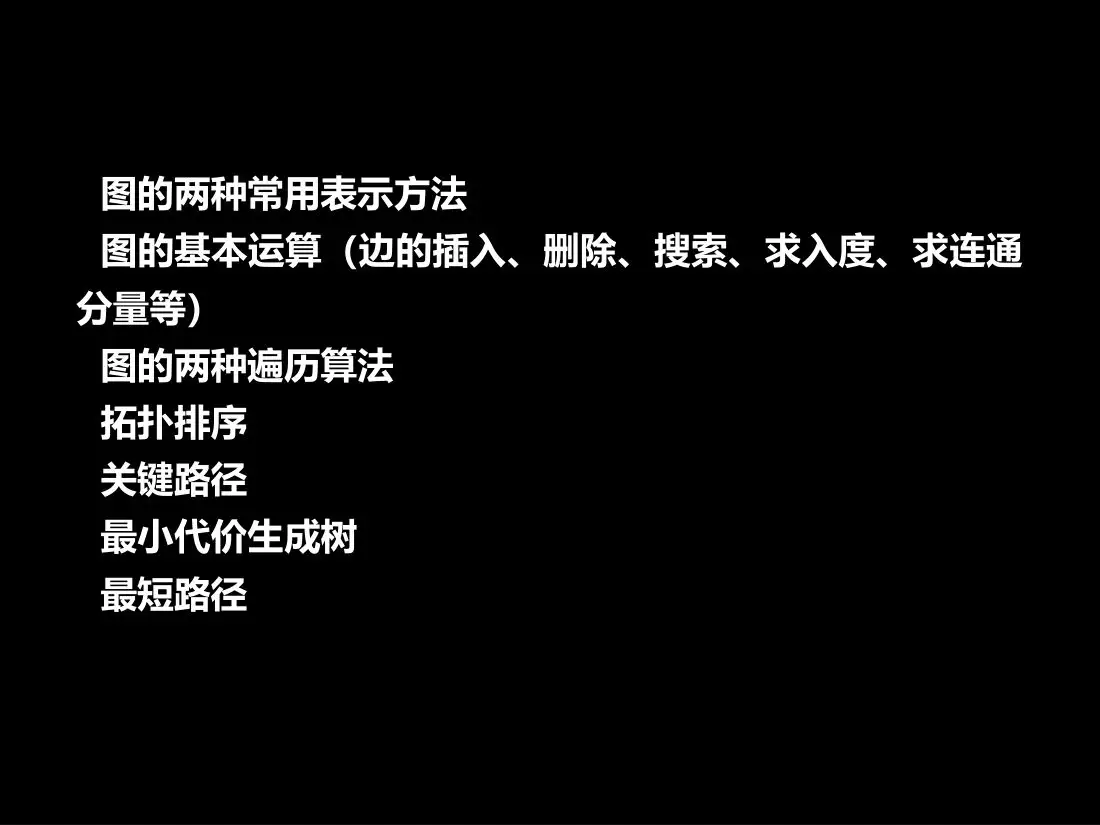 图的两种常用表示方法
图的基本运算（边的插入、删除、搜索、求入度、求连通
分量等）
图的两种遍历算法
拓扑排序
关键路径
最小代价生成树
最短路径